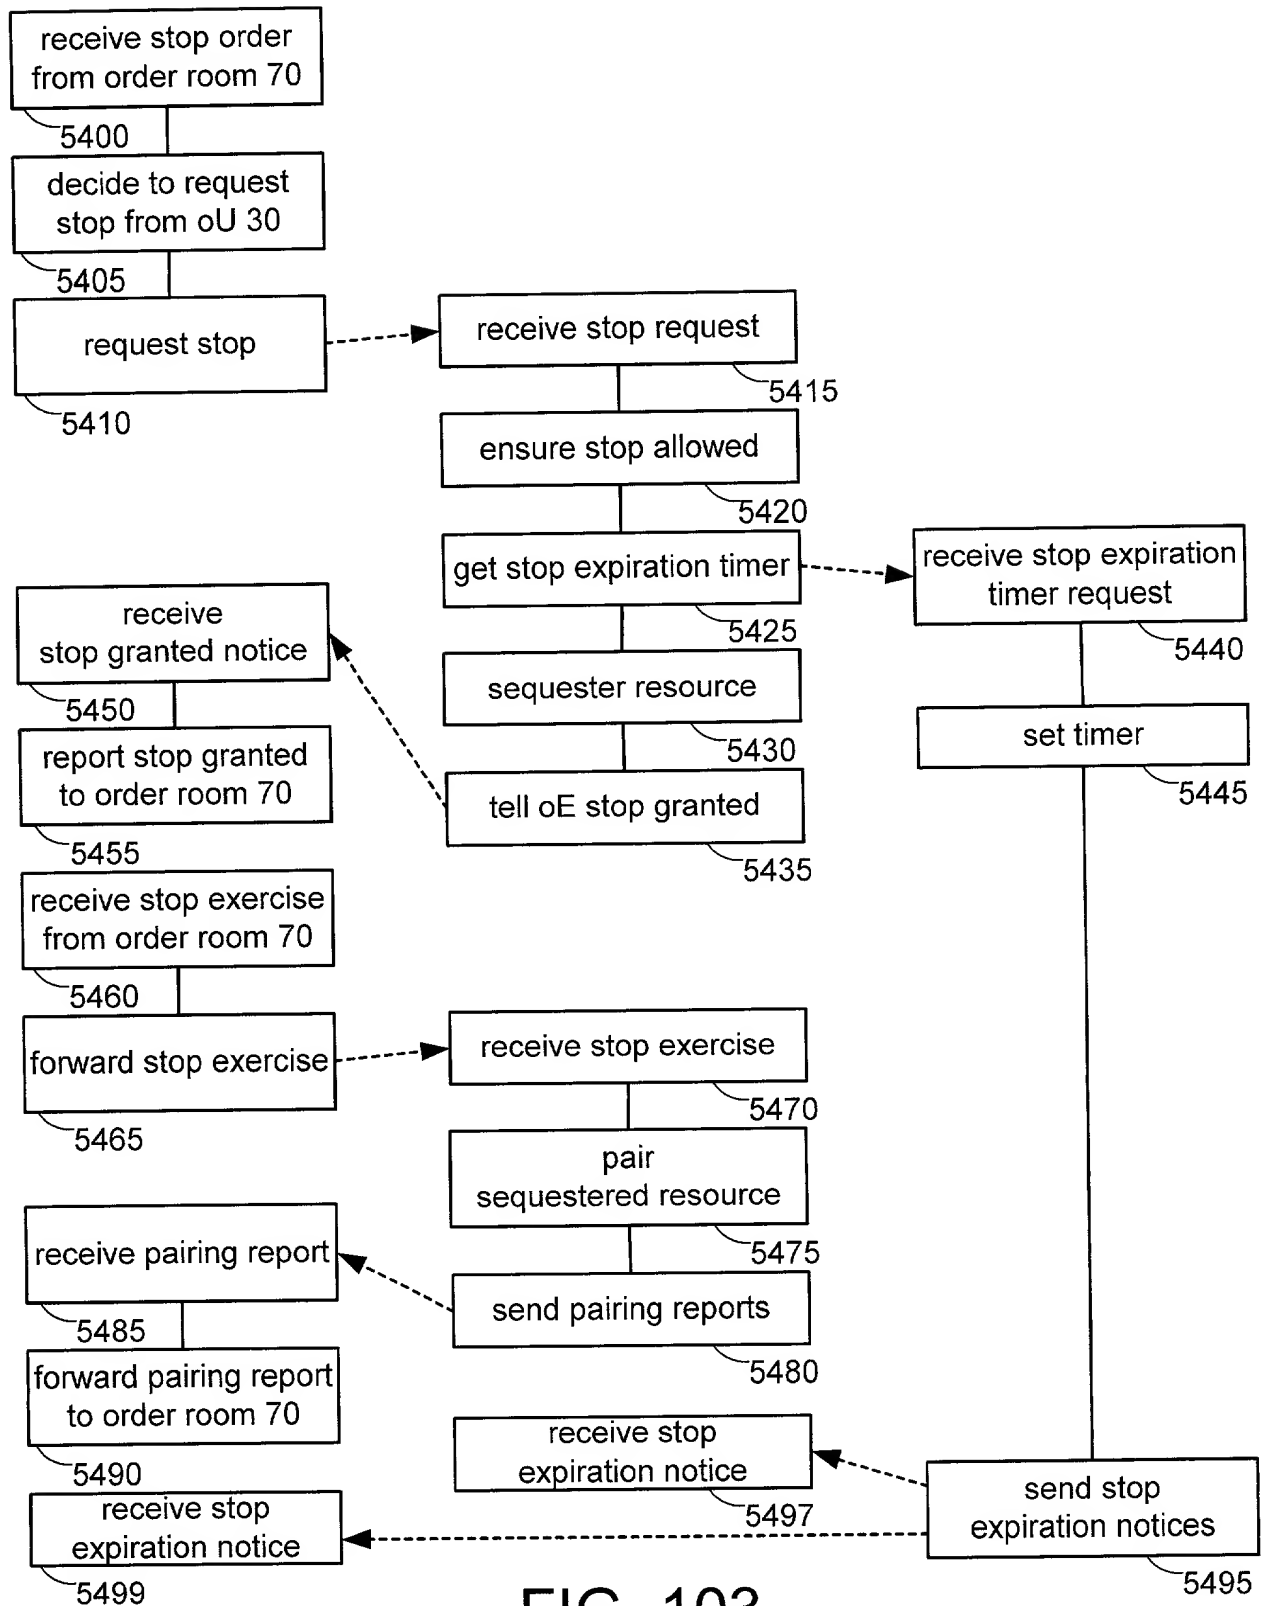 receive stop order
from order room 70
5400
decide to request
stop from oU 30
5405
request stop
5410
receive stop request
5415
ensure stop allowed
5420
get stop expiration timer
5425
receive stop expiration
timer request
5440
receive
stop granted notice
5450
sequester resource
5430
set timer
5445
report stop granted
to order room 70
5455
tell oE stop granted
5435
receive stop exercise
from order room 70
5460
forward stop exercise
5465
receive stop exercise
5470
pair
sequestered resource
5475
receive pairing report
5485
send pairing reports
5480
forward pairing report
to order room 70
5490
receive stop
expiration notice
5497
send stop
expiration notices
5495
receive stop
expiration notice
5499
FIG. 103